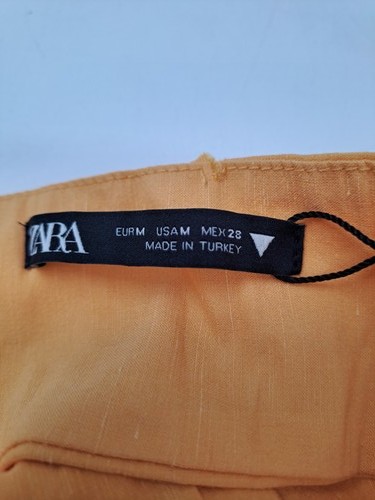 ZARA
EUR M USA M MEX 28
MADE IN TURKEY